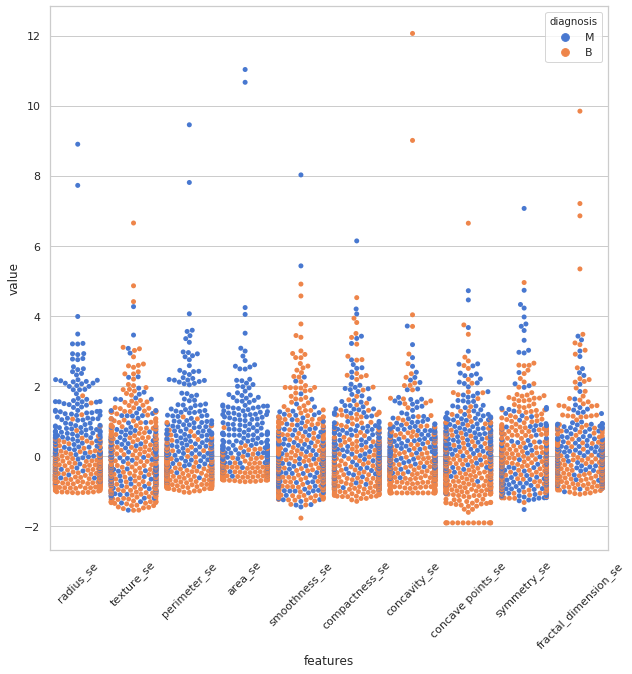 diagnosis
M
B
12
10
8
6
4
2
0
−2
value
radius_se
texture_se
perimeter_se
area_se
smoothness_se
compactness_se
concavity_se
concave points_se
symmetry_se
fractal_dimension_se
features